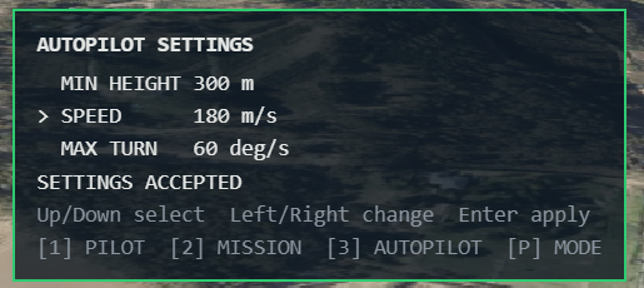 AUTOPILOT SETTINGS
MIN HEIGHT 300 m
> SPEED 180 m/s
MAX TURN 60 deg/s
SETTINGS ACCEPTED
Up/Down select Left/Right change Enter apply
[1] PILOT [2] MISSION [3] AUTOPILOT [P] MODE